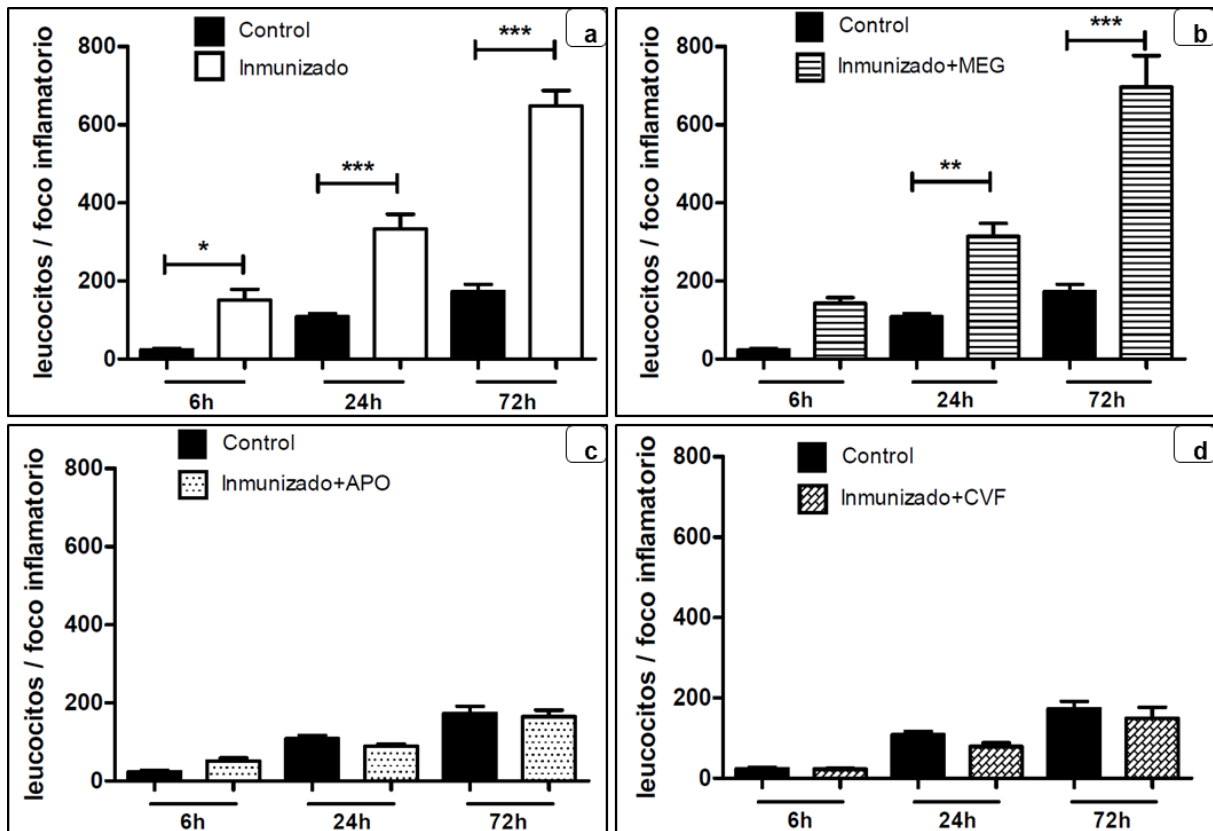 a
Control
Inmunizado
leucocitos / foco inflamatorio
800
600
400
200
0
*
***
***
6h
24h
72h
b
Control
Inmunizado+MEG
leucocitos / foco inflamatorio
800
600
400
200
0
**
***
6h
24h
72h
c
Control
Inmunizado+APO
leucocitos / foco inflamatorio
800
600
400
200
0
6h
24h
72h
d
Control
Inmunizado+CVF
leucocitos / foco inflamatorio
800
600
400
200
0
6h
24h
72h